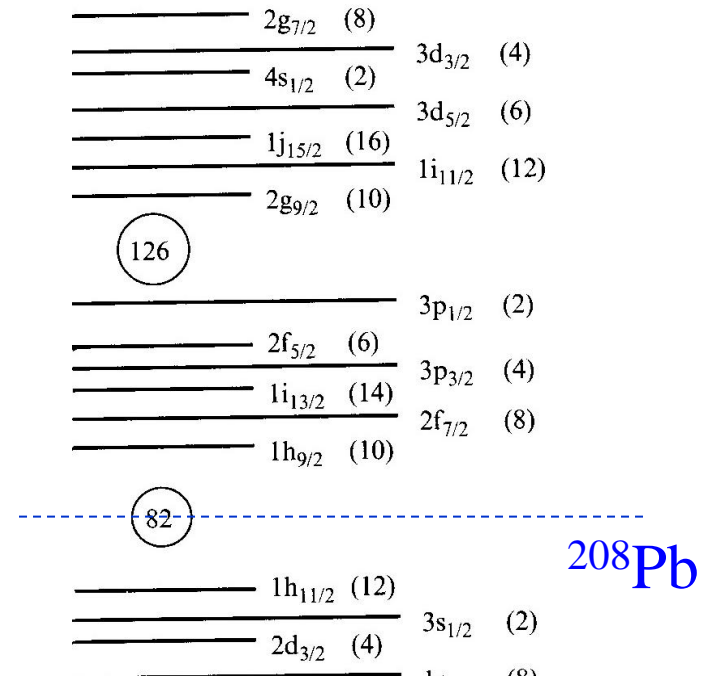 2g7/2 (8)
3d3/2 (4)
4s1/2 (2)
3d5/2 (6)
1j15/2 (16)
1i11/2 (12)
2g9/2 (10)
126
3p1/2 (2)
2f5/2 (6)
3p3/2 (4)
1i13/2 (14)
2f7/2 (8)
1h9/2 (10)
82
208Pb
1h11/2 (12)
3s1/2 (2)
2d3/2 (4)
(8)